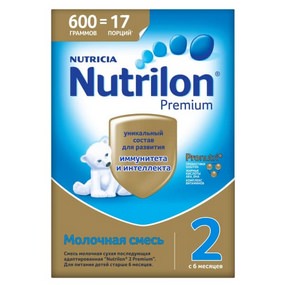 600 = 17
ГРАММОВ ПОРЦИЙ
NUTRICIA
Nutrilon®
Premium
уникальный
состав для развития
иммунитета
и интеллекта
Pronutra
Молочная смесь
2
с 6 месяцев
Смесь молочная сухая последующая
адаптированная "Nutrilon" 2 Premium".
Для питания детей старше 6 месяцев.